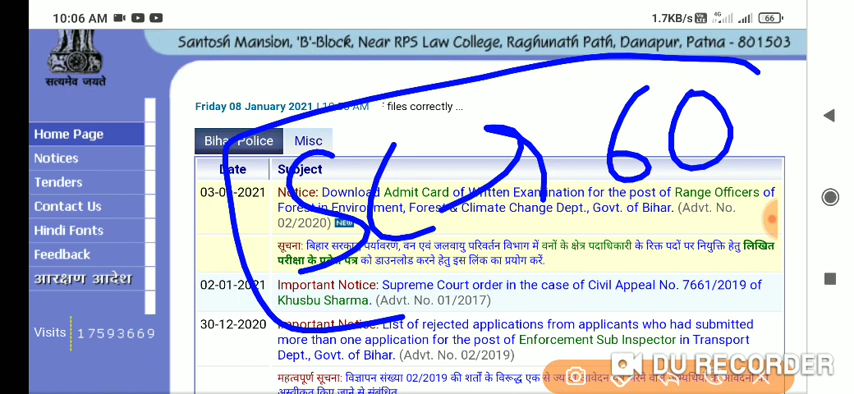 10:06 AM
1.7KB/s 4G 66
Santosh Mansion, 'B'-Block, Near RPS Law College, Raghunath Path, Danapur, Patna - 801503
सत्यमेव जयते
Friday 08 January 2021 | 10: AM files correctly ...
Home Page
Notices
Tenders
Contact Us
Hindi Fonts
Feedback
आरक्षण आदेश
Visits 17593669
Bihar Police Misc
Date Subject
03-0 -2021 Notice: Download Admit Card of Written Examination for the post of Range Officers of
Forest in Environment, Forest & Climate Change Dept., Govt. of Bihar. (Advt. No.
02/2020) NEW
सूचना: बिहार सरकार, पर्यावरण, वन एवं जलवायु परिवर्तन विभाग में वनों के क्षेत्र पदाधिकारी के रिक्त पदों पर नियुक्ति हेतु लिखित
परीक्षा के प्रवेश पत्र को डाउनलोड करने हेतु इस लिंक का प्रयोग करें.
02-01-2021 Important Notice: Supreme Court order in the case of Civil Appeal No. 7661/2019 of
Khusbu Sharma. (Advt. No. 01/2017)
30-12-2020 Important Notice: List of rejected applications from applicants who had submitted
more than one application for the post of Enforcement Sub Inspector in Transport
Dept., Govt. of Bihar. (Advt. No. 02/2019)
महत्वपूर्ण सूचना: विज्ञापन संख्या 02/2019 की शर्तों के विरूद्ध एक से
अस्वीकृत किए जाने से संबंधित.
60
DU RECORDER